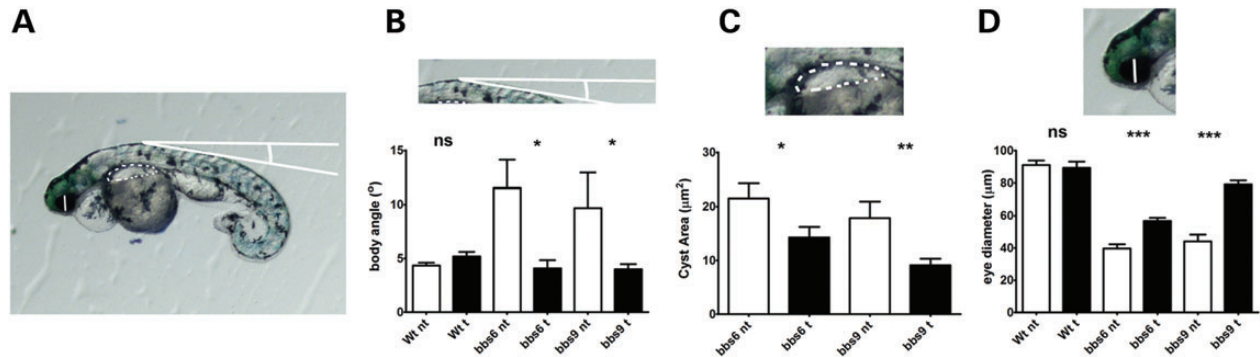 A
B
C
D
ns
*
*
body angle (°)
15
10
5
0
Wt nt
Wt t
bbs6 nt
bbs6 t
bbs9 nt
bbs9 t
*
**
Cyst Area (μm²)
30
20
10
0
bbs6 nt
bbs6 t
bbs9 nt
bbs9 t
ns
***
***
eye diameter (μm)
100
80
60
40
20
0
Wt nt
Wt t
bbs6 nt
bbs6 t
bbs9 nt
bbs9 t